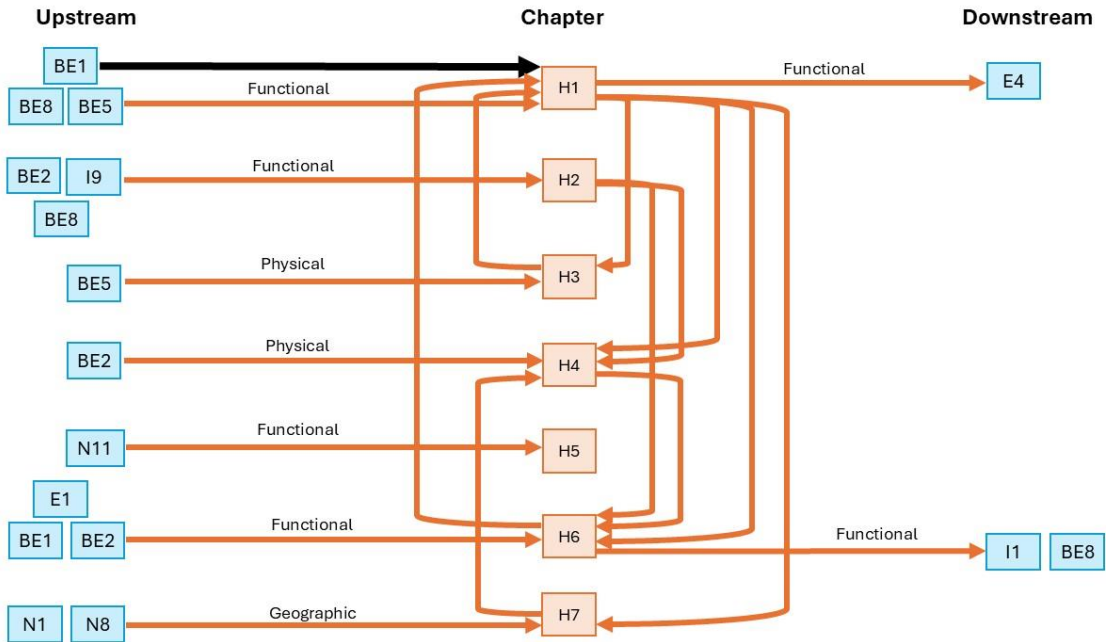 Upstream Chapter Downstream
BE1
H1 Functional E4
BE8 BE5 Functional
BE2 I9 Functional H2
BE8
BE5 Physical H3
BE2 Physical H4
N11 Functional H5
E1
BE1 BE2 Functional H6 Functional I1 BE8
N1 N8 Geographic H7